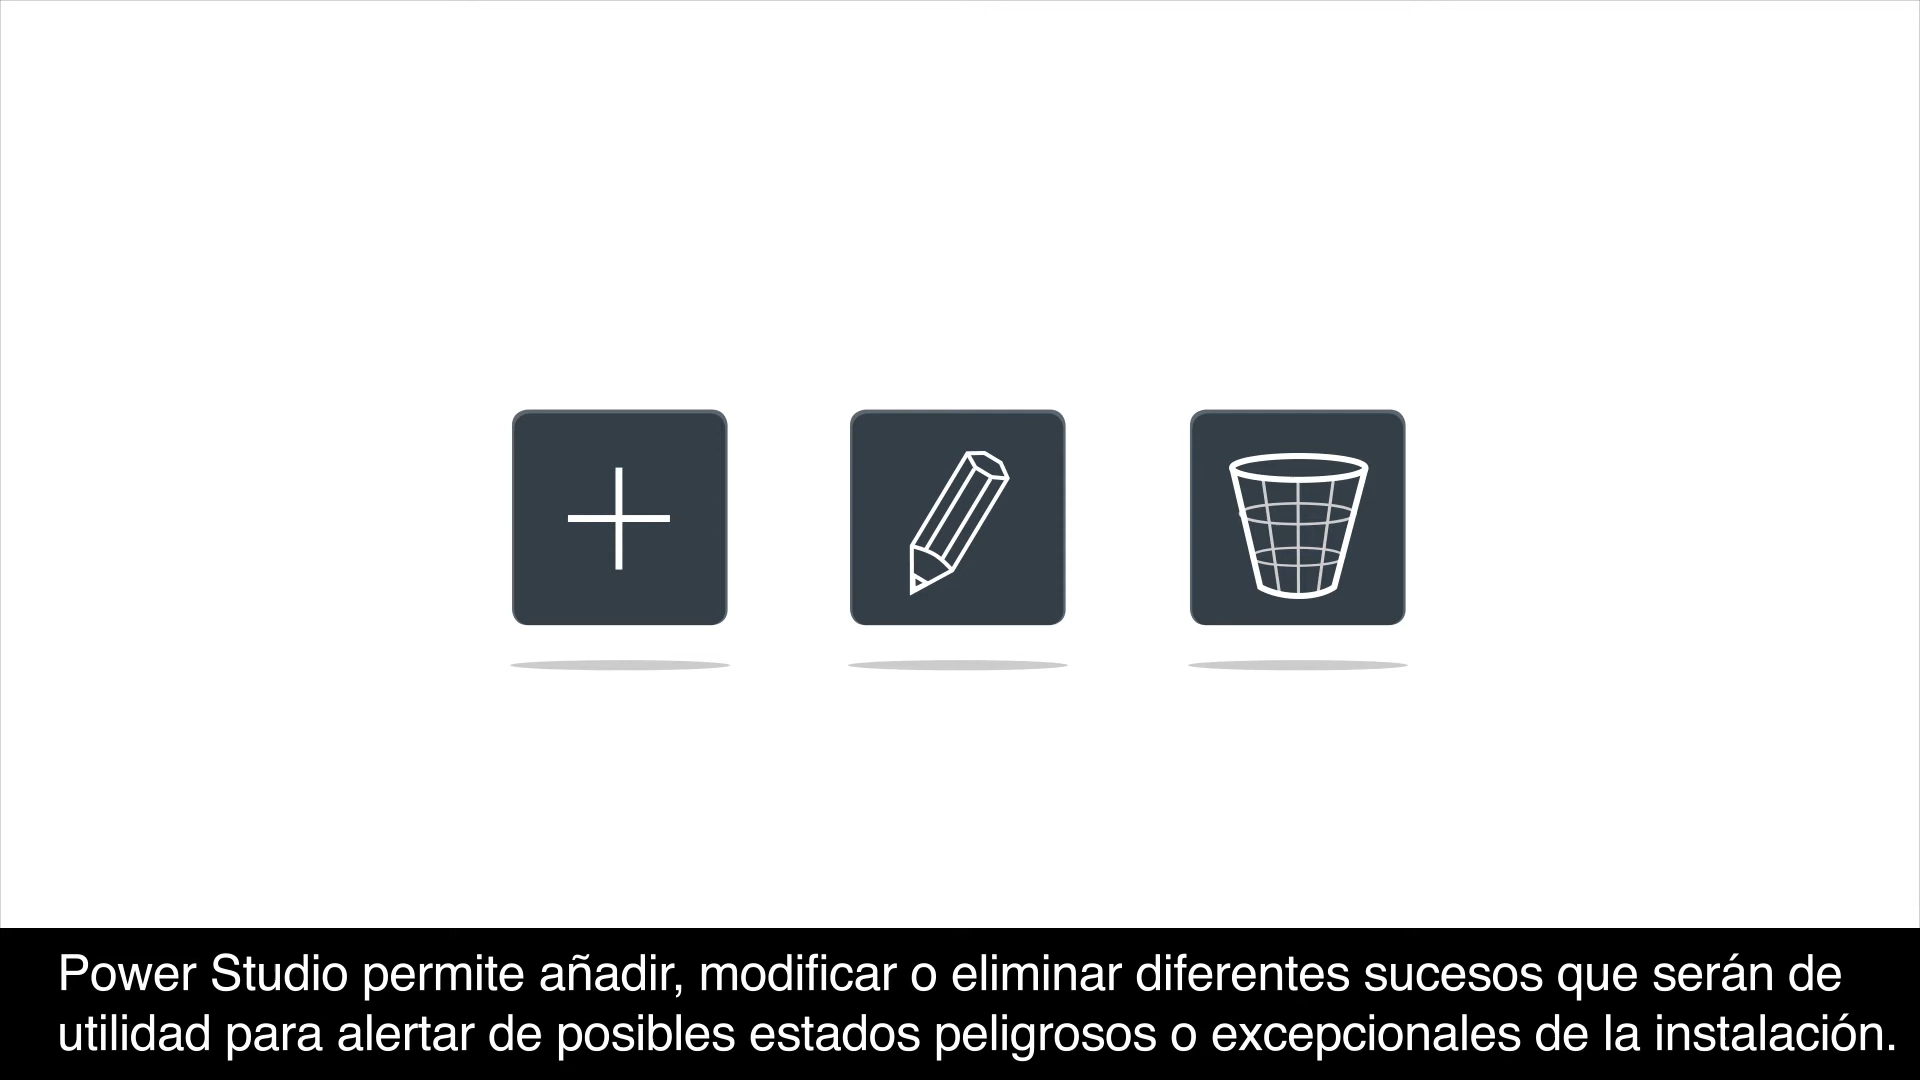 Power Studio permite añadir, modificar o eliminar diferentes sucesos que serán de
utilidad para alertar de posibles estados peligrosos o excepcionales de la instalación.